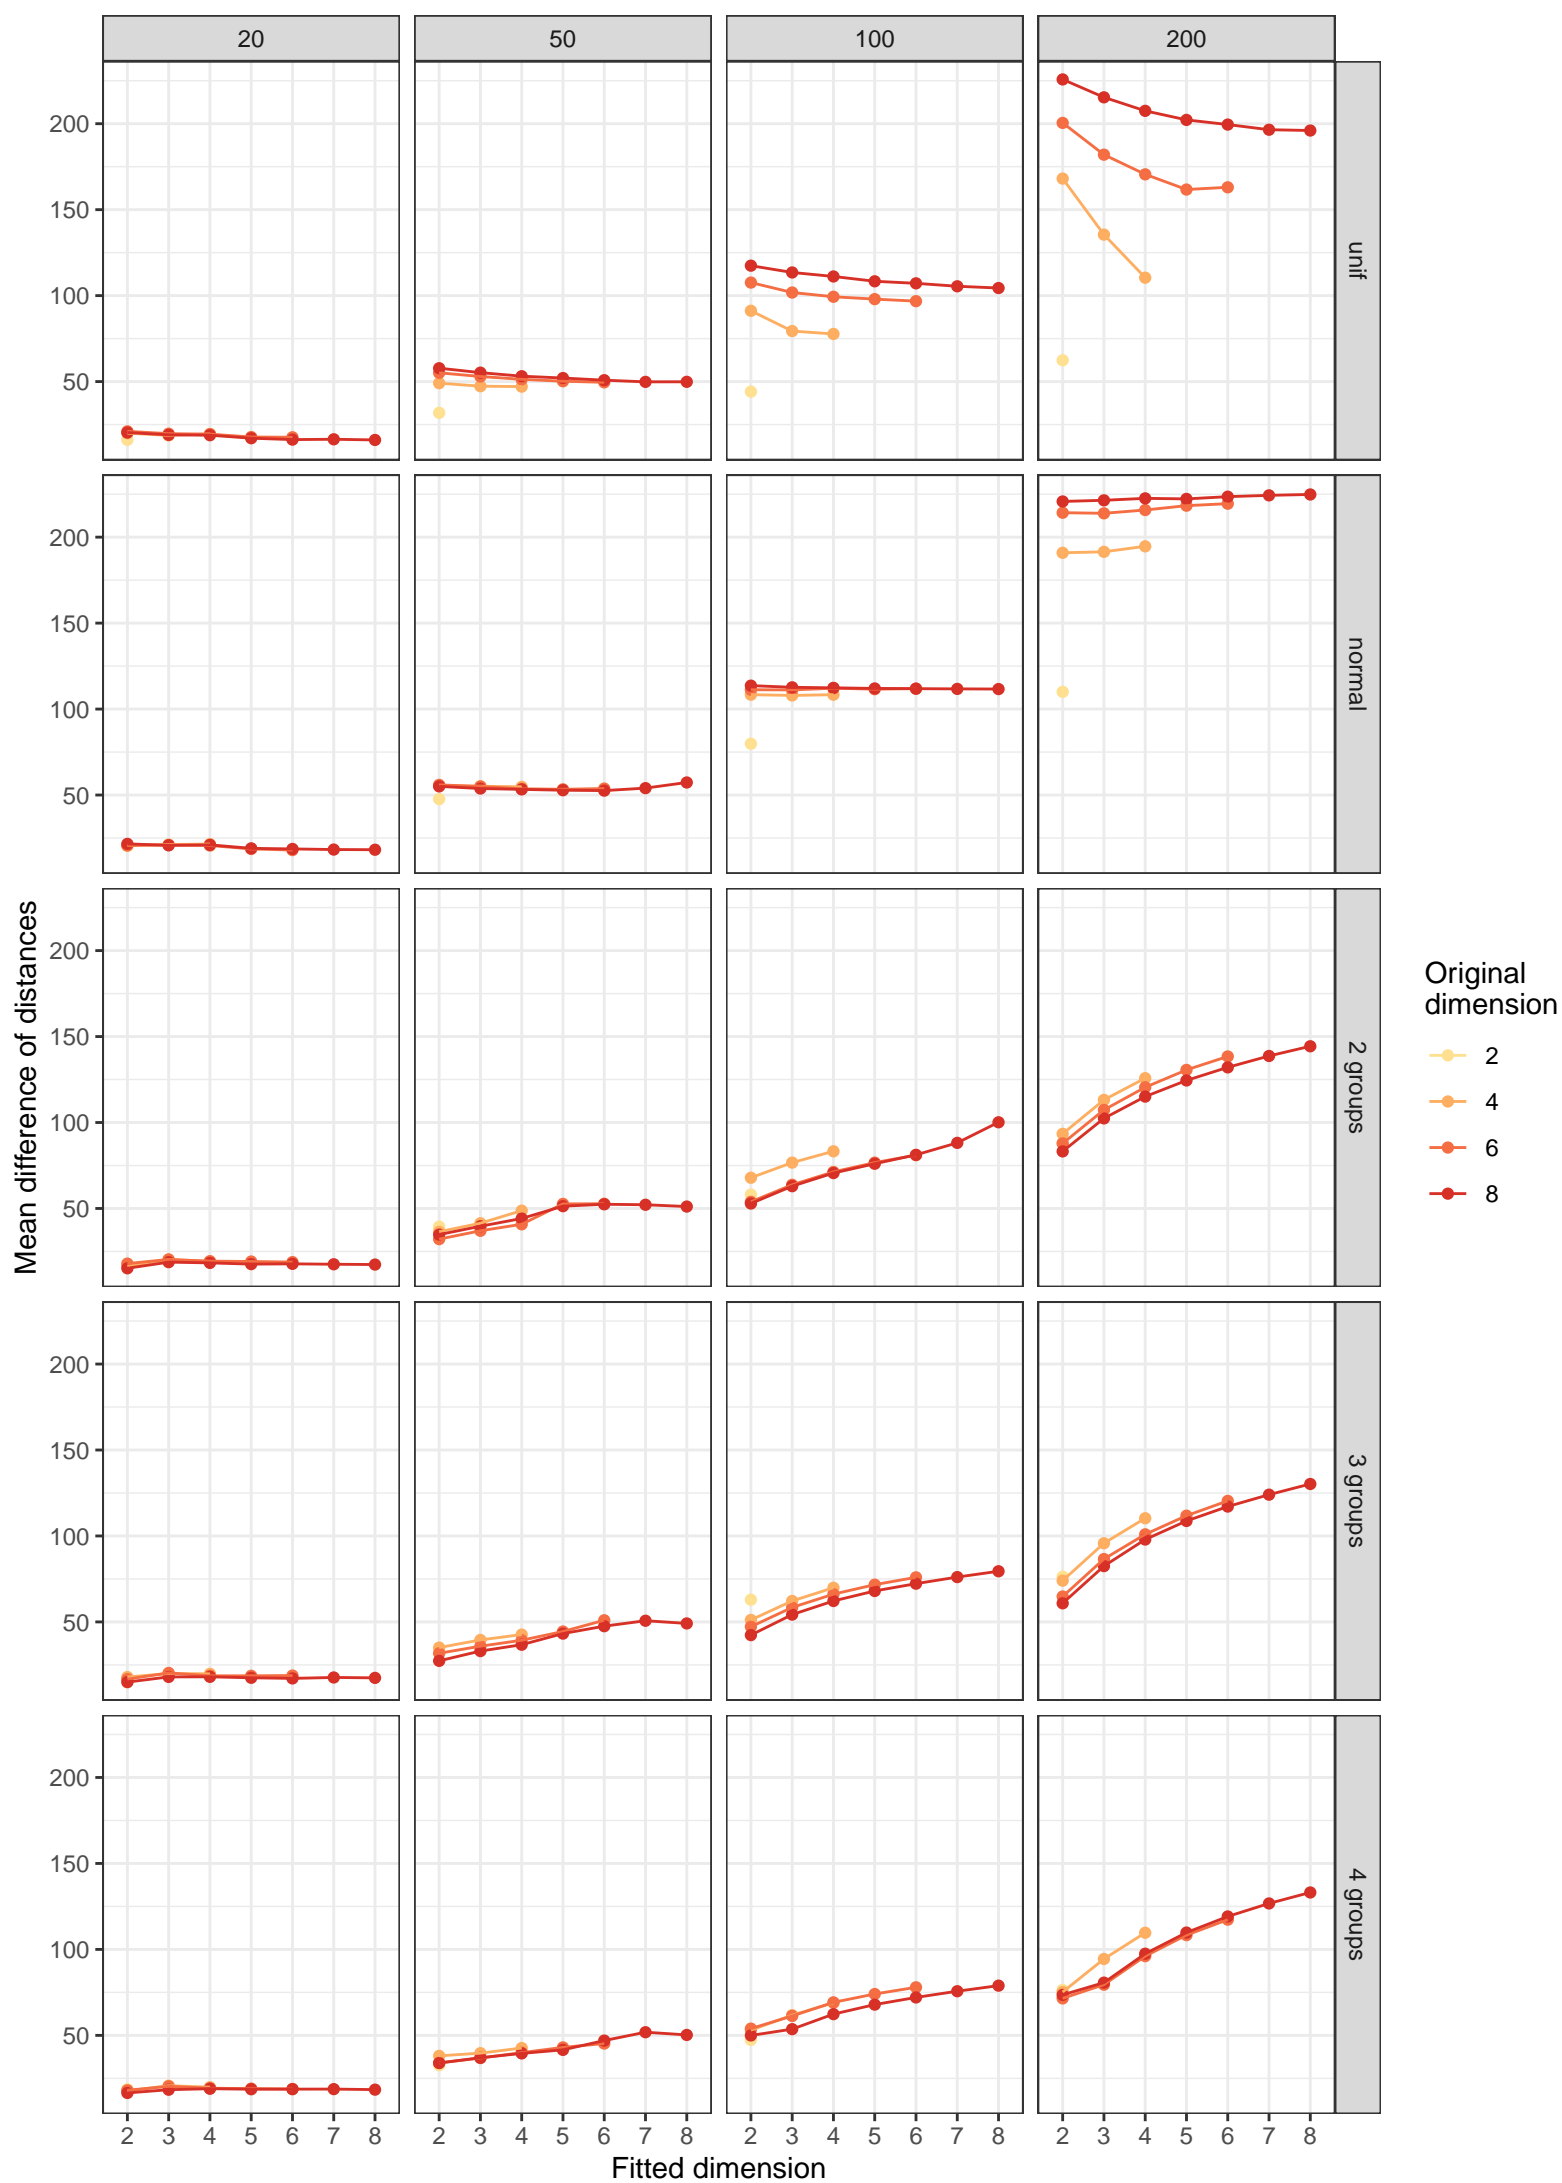 20 50 100 200
200
150
100
50
unif
200
150
100
50
normal
200
150
100
50
2 groups
200
150
100
50
3 groups
200
150
100
50
4 groups
2 3 4 5 6 7 8 2 3 4 5 6 7 8 2 3 4 5 6 7 8 2 3 4 5 6 7 8
Fitted dimension
Mean difference of distances
Original
dimension
2
4
6
8